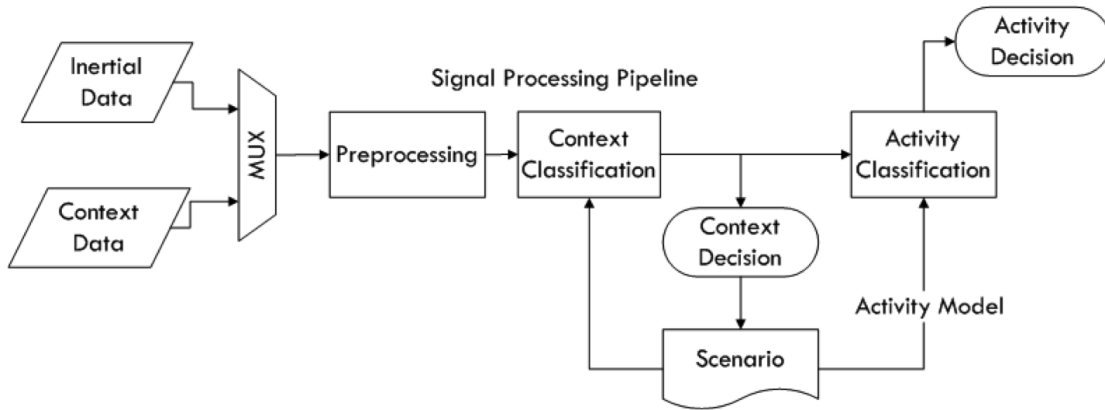 Inertial
Data
Context
Data
MUX
Signal Processing Pipeline
Preprocessing
Context
Classification
Context
Decision
Scenario
Activity Model
Activity
Classification
Activity
Decision